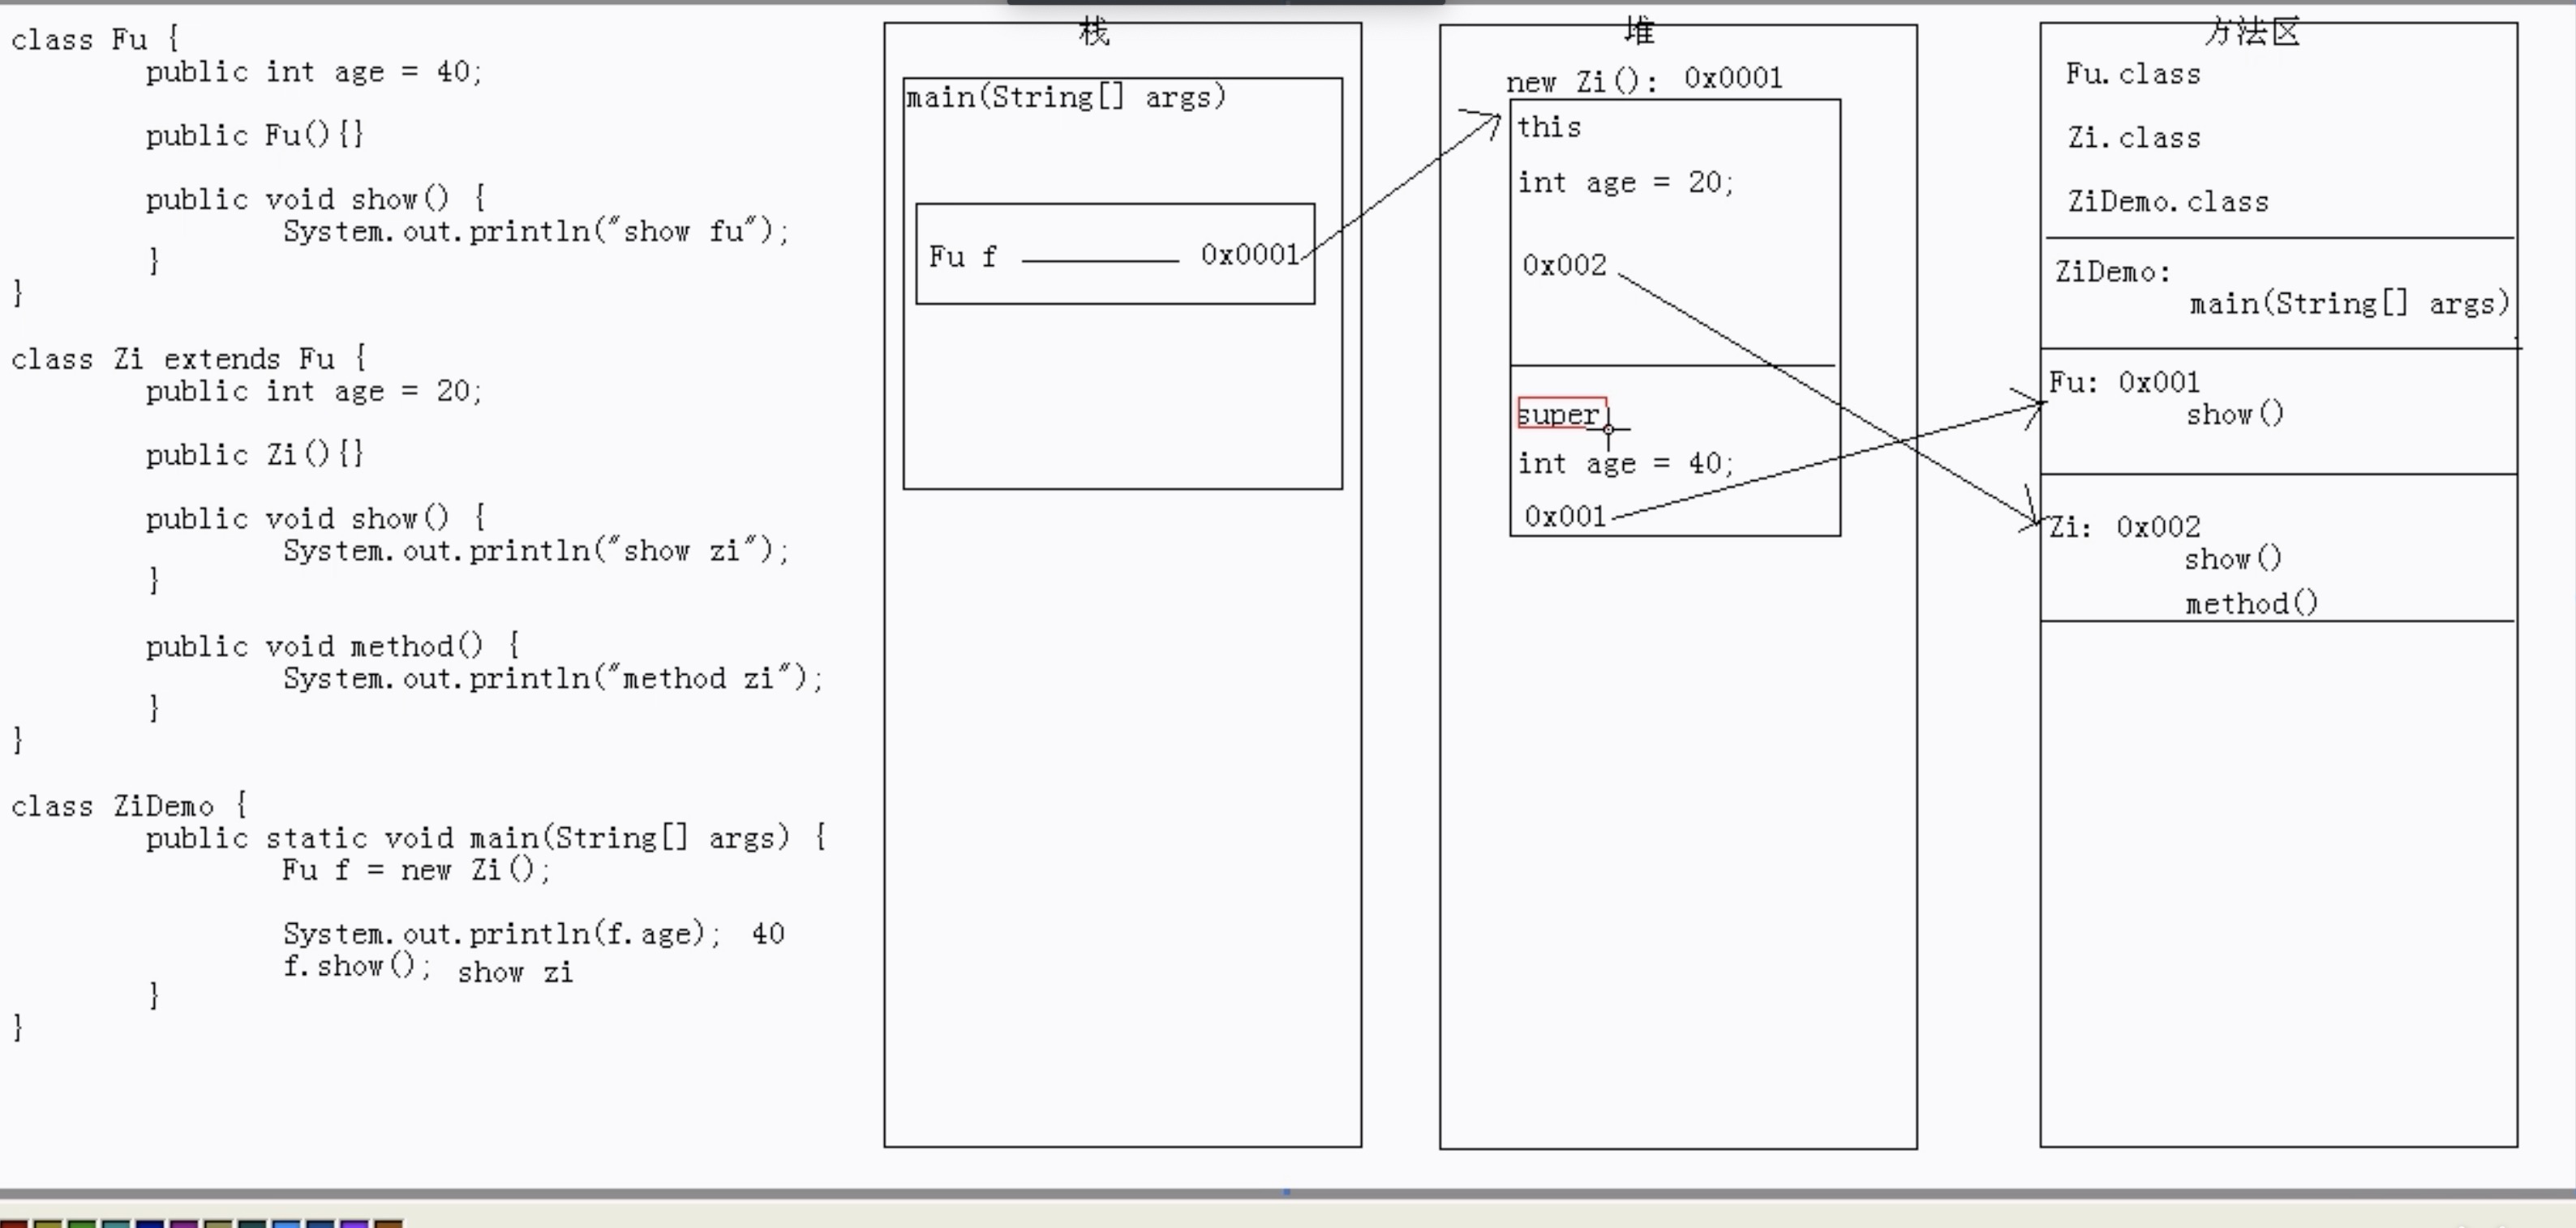 class Fu {
public int age = 40;
public Fu(){}
public void show() {
System.out.println("show fu");
}
}
class Zi extends Fu {
public int age = 20;
public Zi(){}
public void show() {
System.out.println("show zi");
}
public void method() {
System.out.println("method zi");
}
}
class ZiDemo {
public static void main(String[] args) {
Fu f = new Zi();
System.out.println(f.age); 40
f.show(); show zi
}
}
栈
main(String[] args)
Fu f 0x0001
堆
new Zi(): 0x0001
this
int age = 20;
0x002
super
int age = 40;
0x001
方法区
Fu.class
Zi.class
ZiDemo.class
ZiDemo:
main(String[] args)
Fu: 0x001
show()
Zi: 0x002
show()
method()